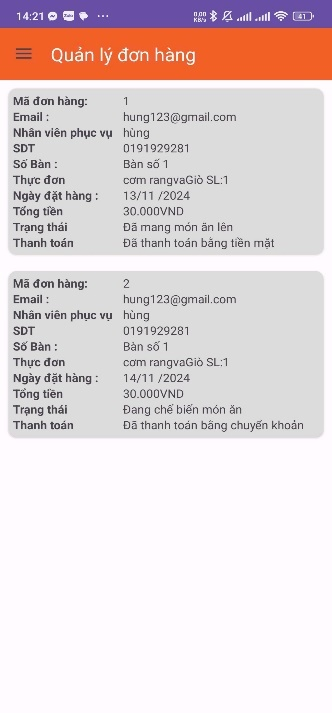 14:21
0,00
KB/s
41
Quản lý đơn hàng
Mã đơn hàng: 1
Email : hung123@gmail.com
Nhân viên phục vụ hùng
SDT 0191929281
Số Bàn : Bàn số 1
Thực đơn cơm rangvaGiò SL:1
Ngày đặt hàng : 13/11 /2024
Tổng tiền 30.000VND
Trạng thái Đã mang món ăn lên
Thanh toán Đã thanh toán bằng tiền mặt
Mã đơn hàng: 2
Email : hung123@gmail.com
Nhân viên phục vụ hùng
SDT 0191929281
Số Bàn : Bàn số 1
Thực đơn cơm rangvaGiò SL:1
Ngày đặt hàng : 14/11 /2024
Tổng tiền 30.000VND
Trạng thái Đang chế biến món ăn
Thanh toán Đã thanh toán bằng chuyển khoản